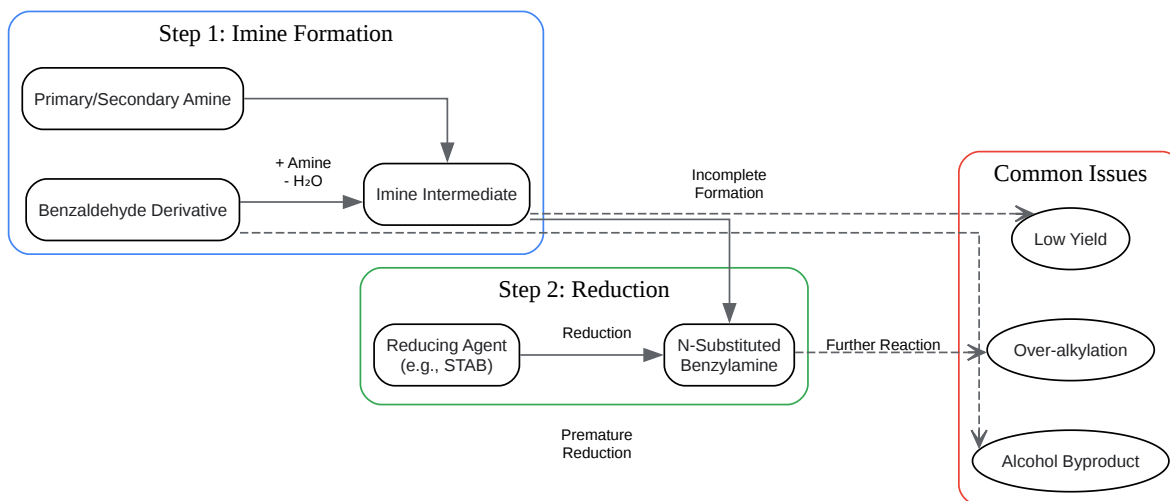 Step 1: Imine Formation
Primary/Secondary Amine
+ Amine
- H₂O
Benzaldehyde Derivative
Imine Intermediate
Incomplete
Formation
Common Issues
Low Yield
Step 2: Reduction
Reducing Agent
(e.g., STAB)
Reduction
N-Substituted
Benzylamine
Further Reaction
Over-alkylation
Premature
Reduction
Alcohol Byproduct